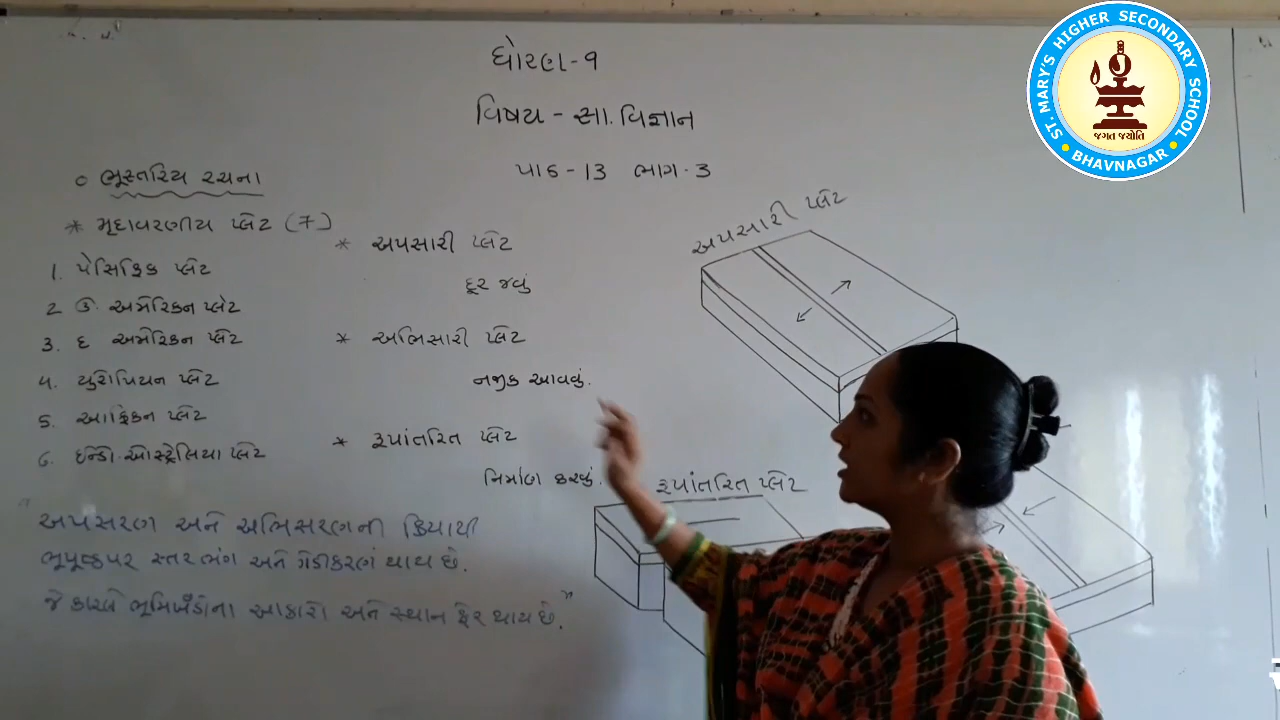 ધોરણ-૧
વિષય - સા. વિજ્ઞાન
પાઠ - 13 ભાગ-3
ભૂસ્તરિય રચના
* મૃદાવરણીય પ્લેટ (7)
1. પેસિફિક પ્લેટ
2 ઉ. અમેરિકન પ્લેટ
3. દ અમેરિકન પ્લેટ
4. યુરોપિયન પ્લેટ
5. આફ્રિકન પ્લેટ
6. ઇન્ડો-ઓસ્ટ્રેલિયા પ્લેટ
* અપસારી પ્લેટ
દૂર જવું
* અભિસારી પ્લેટ
નજીક આવવું.
* રૂપાંતરિત પ્લેટ
નિર્માણ કરવું.
" અપસરણ અને અભિસરણની ક્રિયાથી
ભૂપૃષ્ઠપર સ્તર ભંગ અને ગેડીકરણ થાય છે.
જે કારણે ભૂમિખંડોના આકારો અને સ્થાન ફેર થાય છે."
અપસારી પ્લેટ
રૂપાંતરિત પ્લેટ
ST. MARY'S HIGHER SECONDARY SCHOOL
BHAVNAGAR
જગત જ્યોતિ